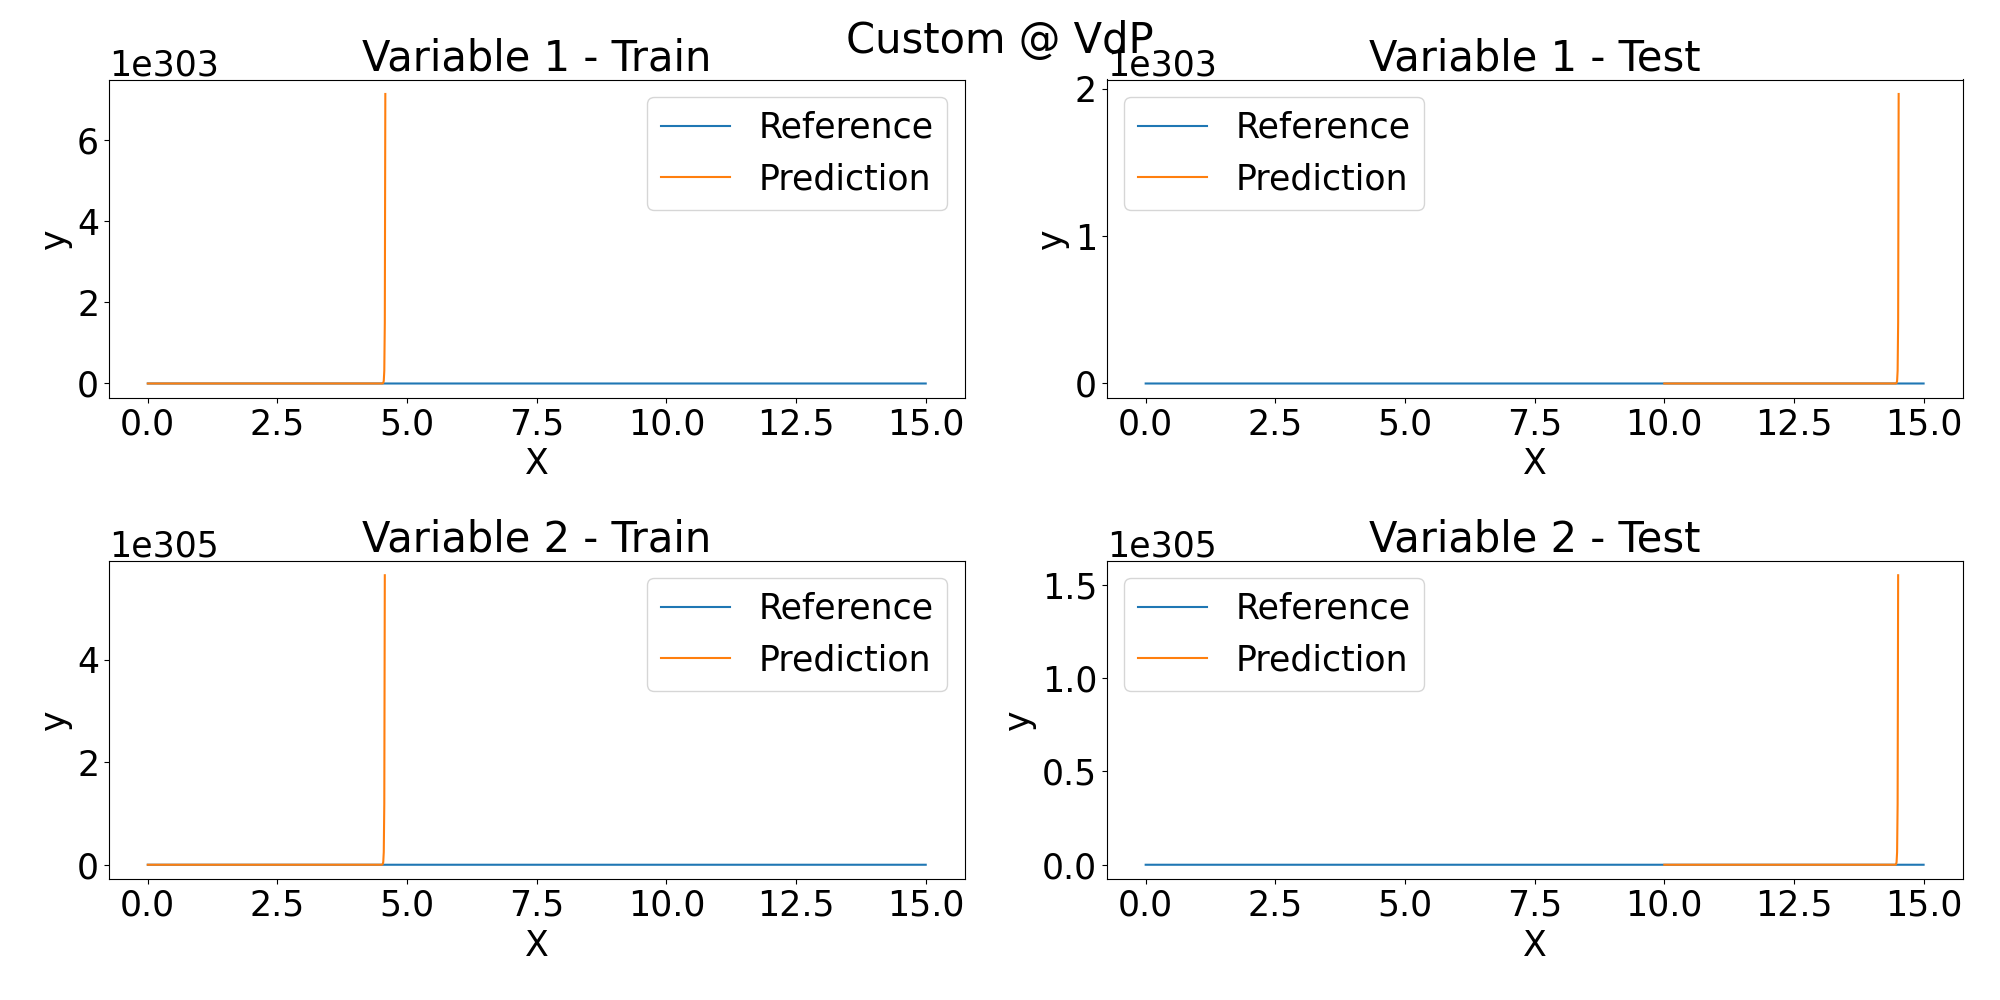 Custom @ VdP
Variable 1 - Train
1e303
6
4
2
0
y
Reference
Prediction
0.0 2.5 5.0 7.5 10.0 12.5 15.0
X
Variable 1 - Test
1e303
2
1
0
y
Reference
Prediction
0.0 2.5 5.0 7.5 10.0 12.5 15.0
X
Variable 2 - Train
1e305
4
2
0
y
Reference
Prediction
0.0 2.5 5.0 7.5 10.0 12.5 15.0
X
Variable 2 - Test
1e305
1.5
1.0
0.5
0.0
y
Reference
Prediction
0.0 2.5 5.0 7.5 10.0 12.5 15.0
X